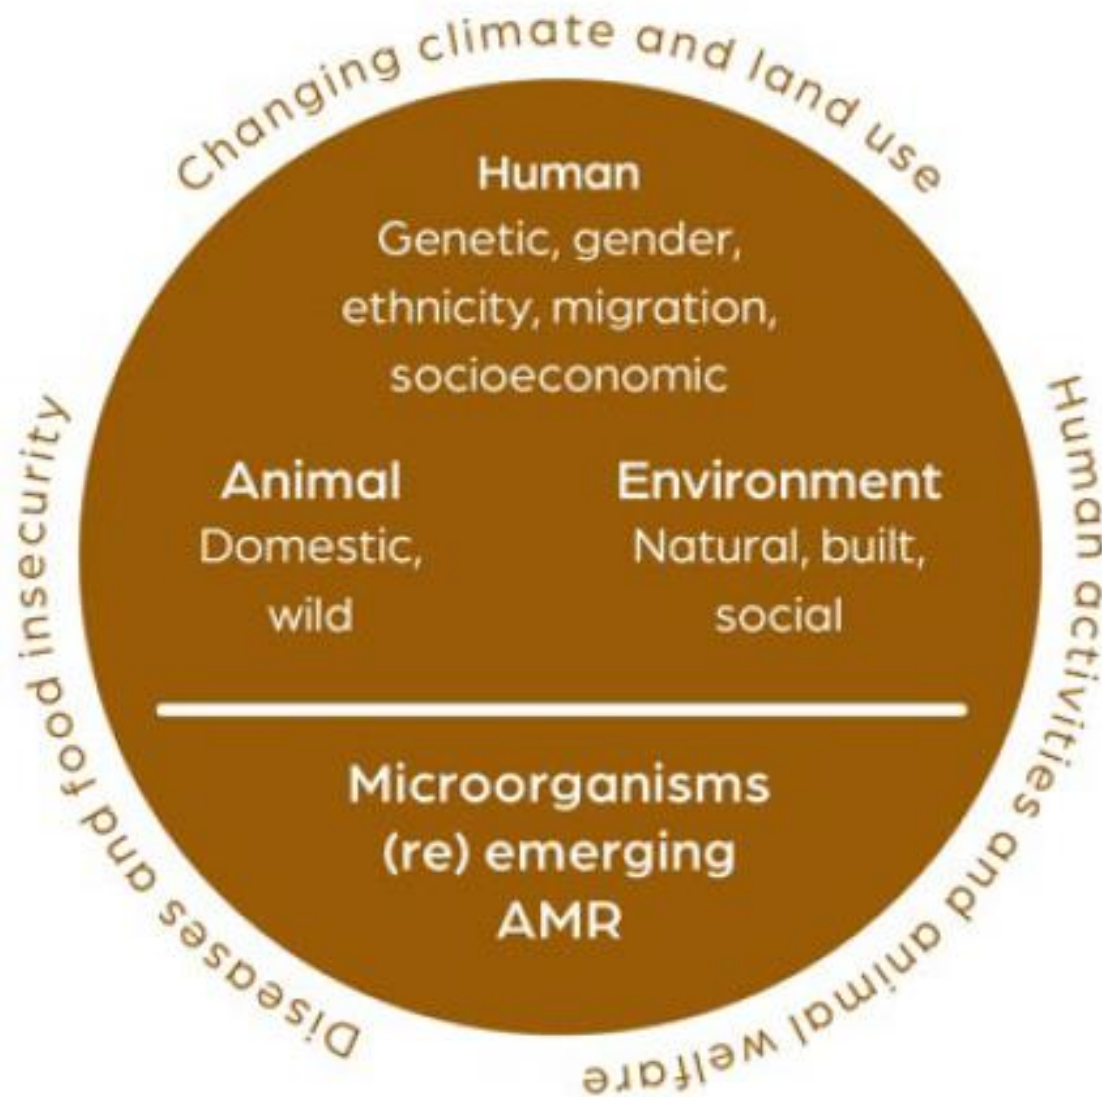 Changing climate and land use
Human
Genetic, gender,
ethnicity, migration,
socioeconomic
Animal
Domestic,
wild
Environment
Natural, built,
social
Microorganisms
(re) emerging
AMR
Human activities and animal welfare
Diseases and food insecurity